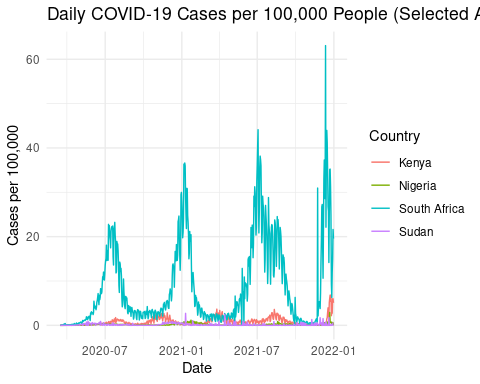 Daily COVID-19 Cases per 100,000 People (Selected A
Cases per 100,000
60
40
20
0
2020-07
2021-01
2021-07
2022-01
Date
Country
Kenya
Nigeria
South Africa
Sudan